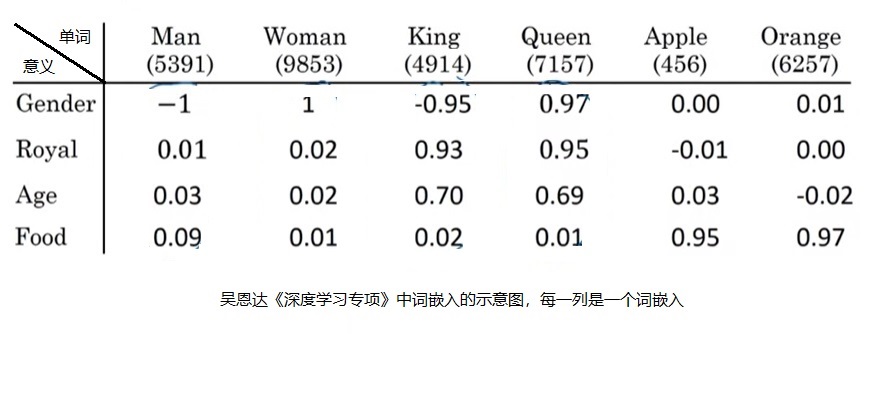 单词
意义
Man Woman King Queen Apple Orange
(5391) (9853) (4914) (7157) (456) (6257)
Gender −1 1 -0.95 0.97 0.00 0.01
Royal 0.01 0.02 0.93 0.95 -0.01 0.00
Age 0.03 0.02 0.70 0.69 0.03 -0.02
Food 0.09 0.01 0.02 0.01 0.95 0.97
吴恩达《深度学习专项》中词嵌入的示意图，每一列是一个词嵌入